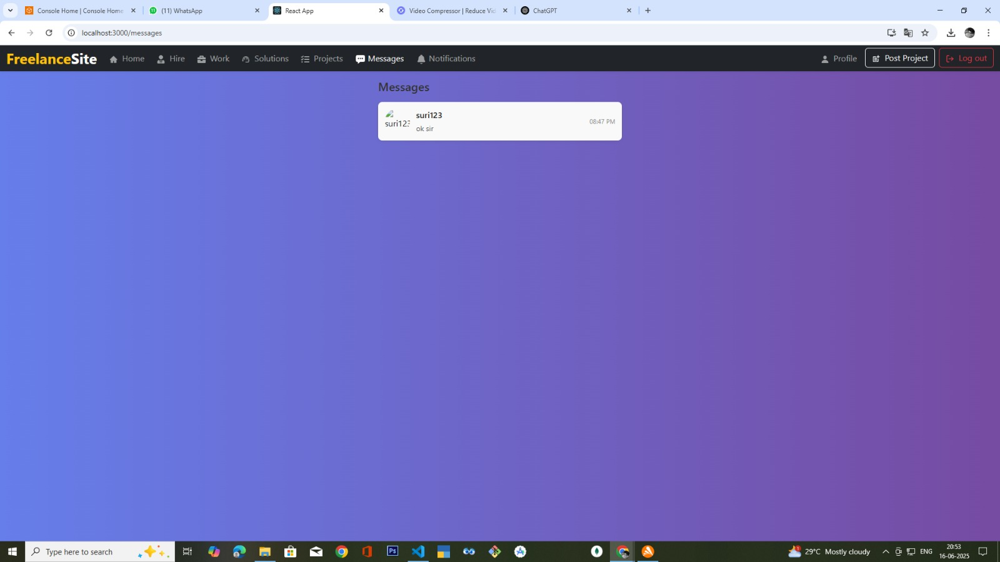 Console Home | Console Home
(11) WhatsApp
React App
Video Compressor | Reduce Vid
ChatGPT
localhost:3000/messages
FreelanceSite
Home
Hire
Work
Solutions
Projects
Messages
Notifications
Profile
Post Project
Log out
Messages
suri123
suri123
ok sir
08:47 PM
Type here to search
29°C Mostly cloudy
ENG
20:53
16-06-2025